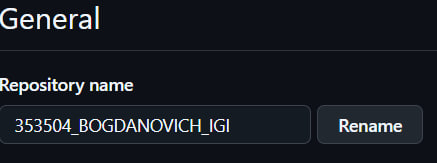 General
Repository name
353504_BOGDANOVICH_IGI
Rename